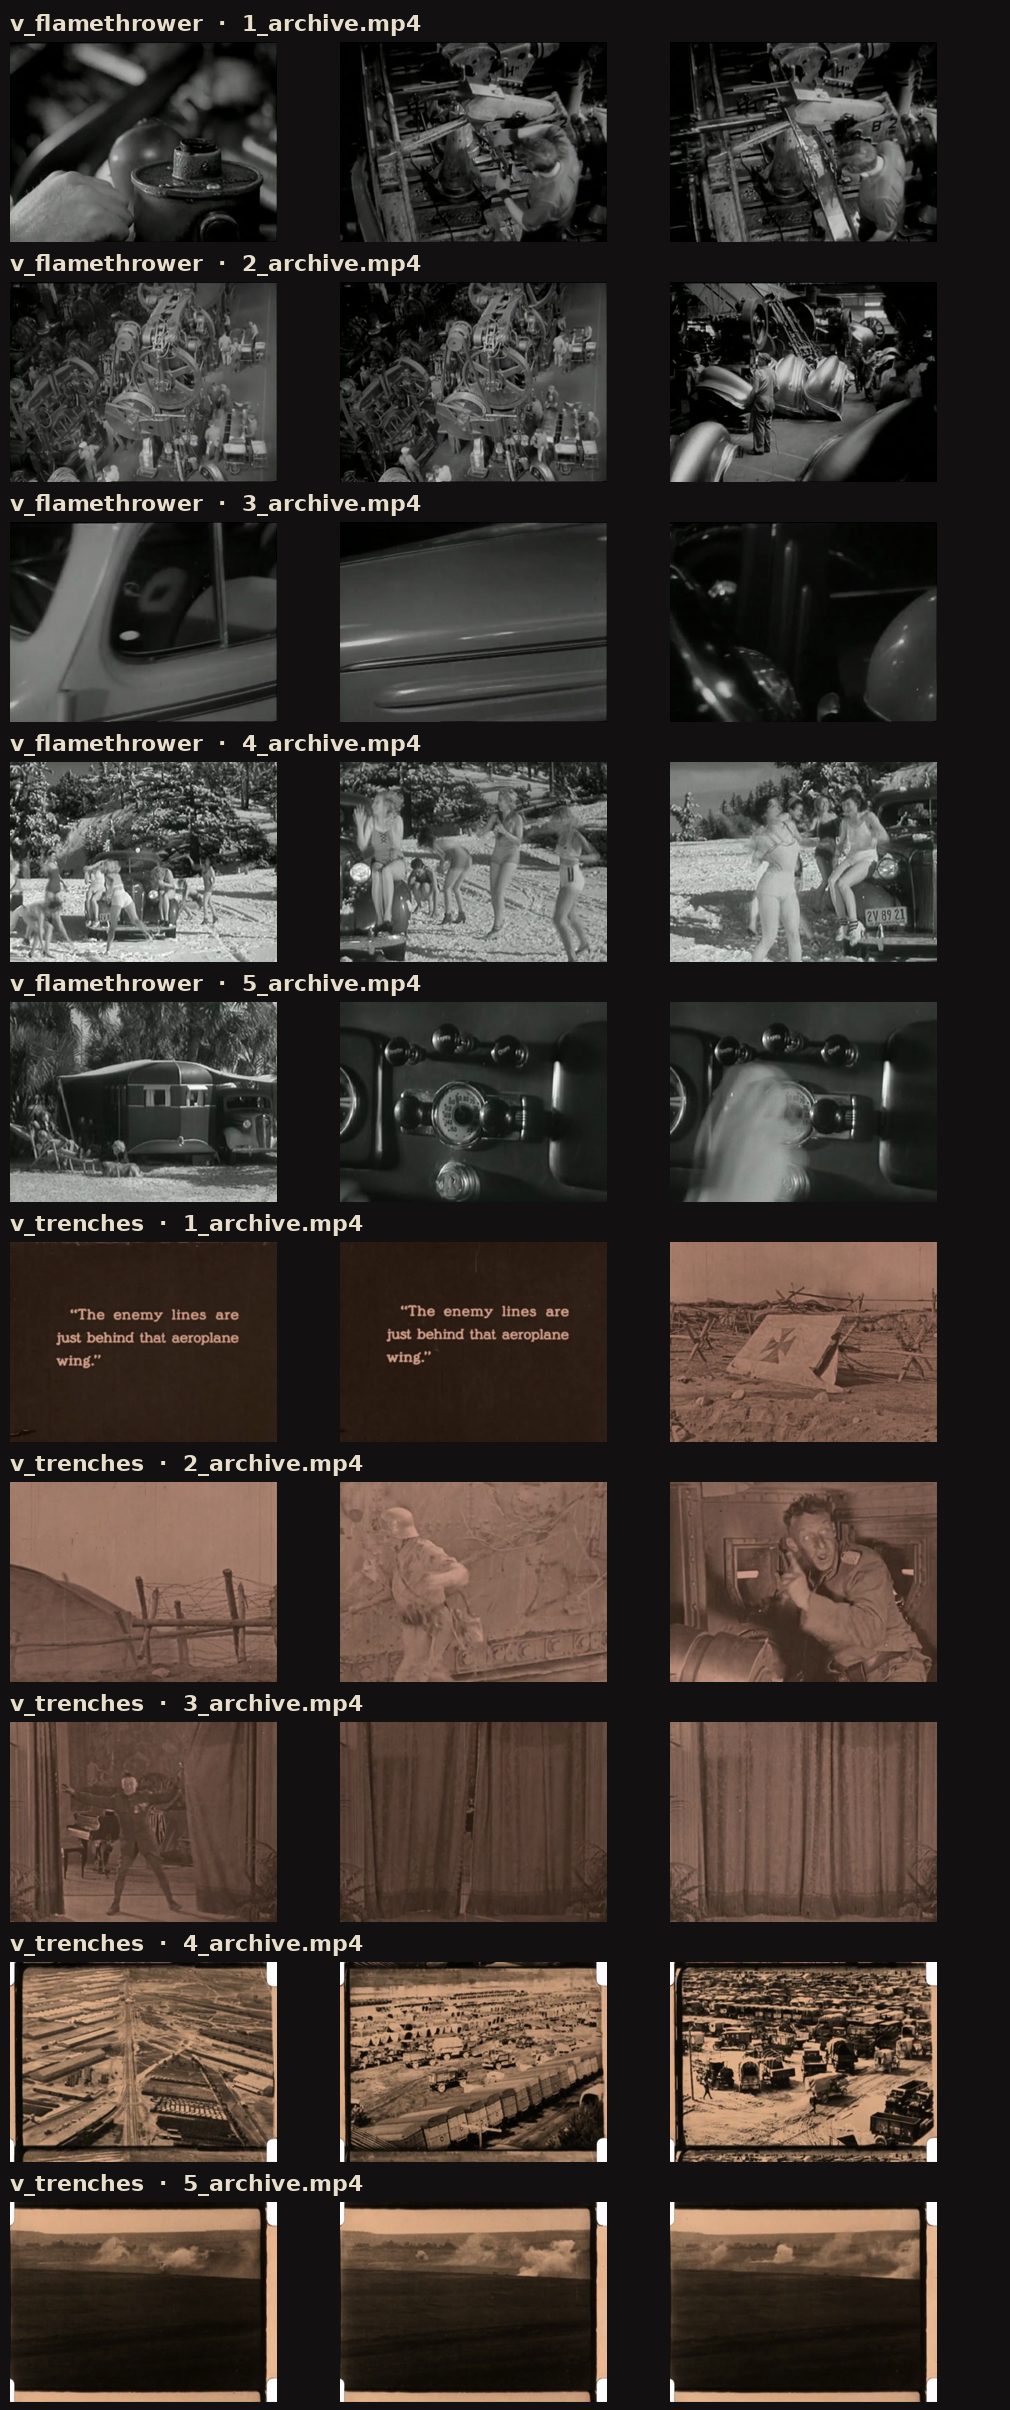 v_flamethrower · 1_archive.mp4
v_flamethrower · 2_archive.mp4
v_flamethrower · 3_archive.mp4
v_flamethrower · 4_archive.mp4
2V 89 21
v_flamethrower · 5_archive.mp4
v_trenches · 1_archive.mp4
“The enemy lines are
just behind that aeroplane
wing.”
“The enemy lines are
just behind that aeroplane
wing.”
v_trenches · 2_archive.mp4
v_trenches · 3_archive.mp4
v_trenches · 4_archive.mp4
v_trenches · 5_archive.mp4